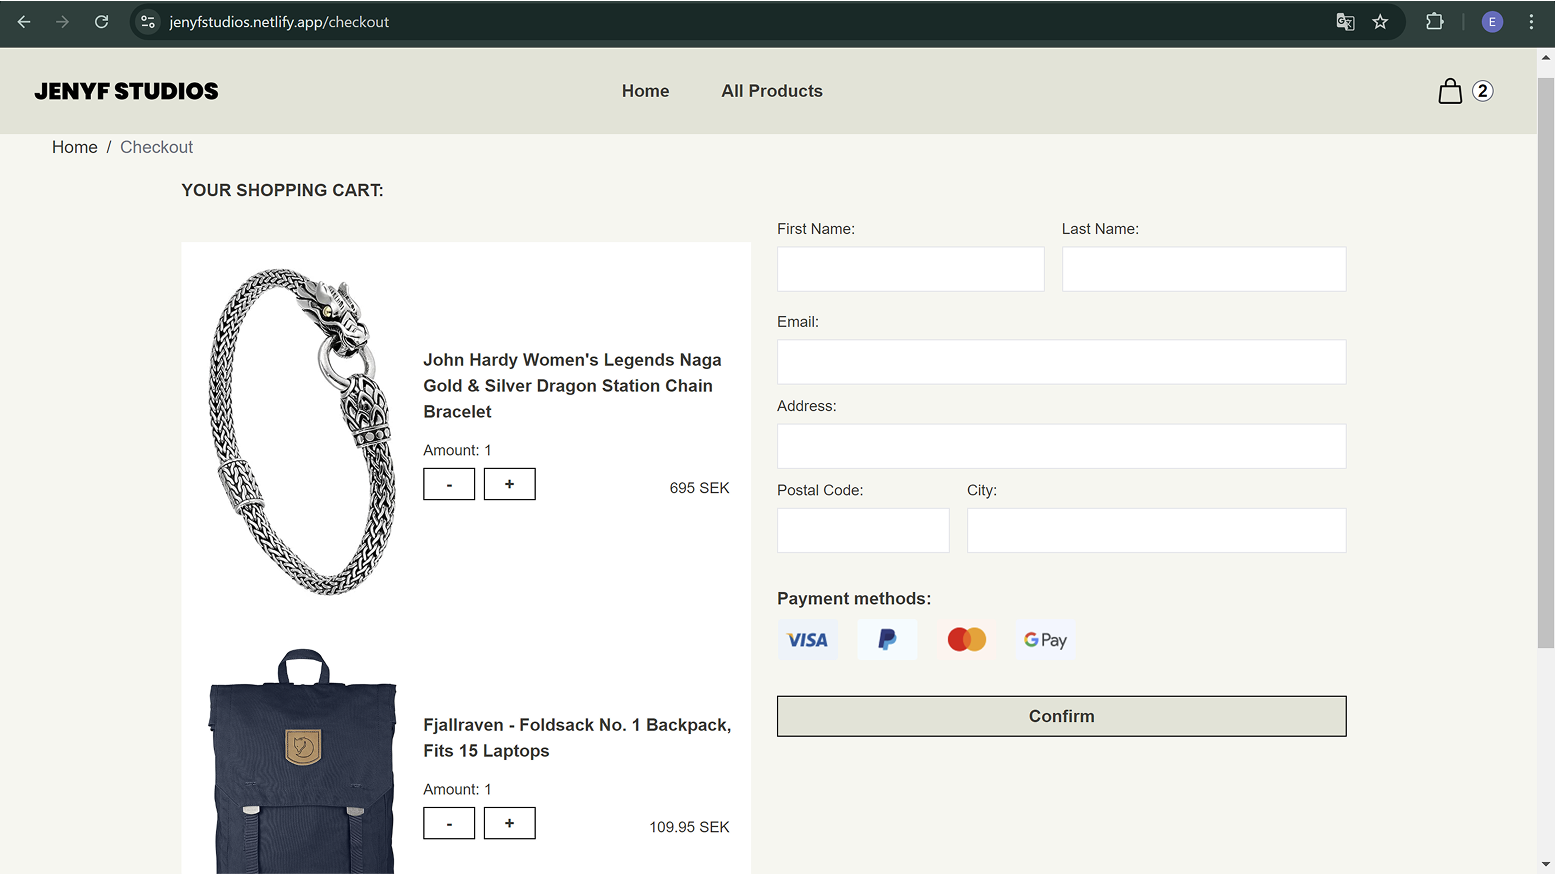 jenyfstudios.netlify.app/checkout
E
JENYF STUDIOS
Home
All Products
2
Home / Checkout
YOUR SHOPPING CART:
John Hardy Women's Legends Naga
Gold & Silver Dragon Station Chain
Bracelet
Amount: 1
- +
695 SEK
Fjallraven - Foldsack No. 1 Backpack,
Fits 15 Laptops
Amount: 1
- +
109.95 SEK
First Name:
Last Name:
Email:
Address:
Postal Code:
City:
Payment methods:
VISA
G Pay
Confirm